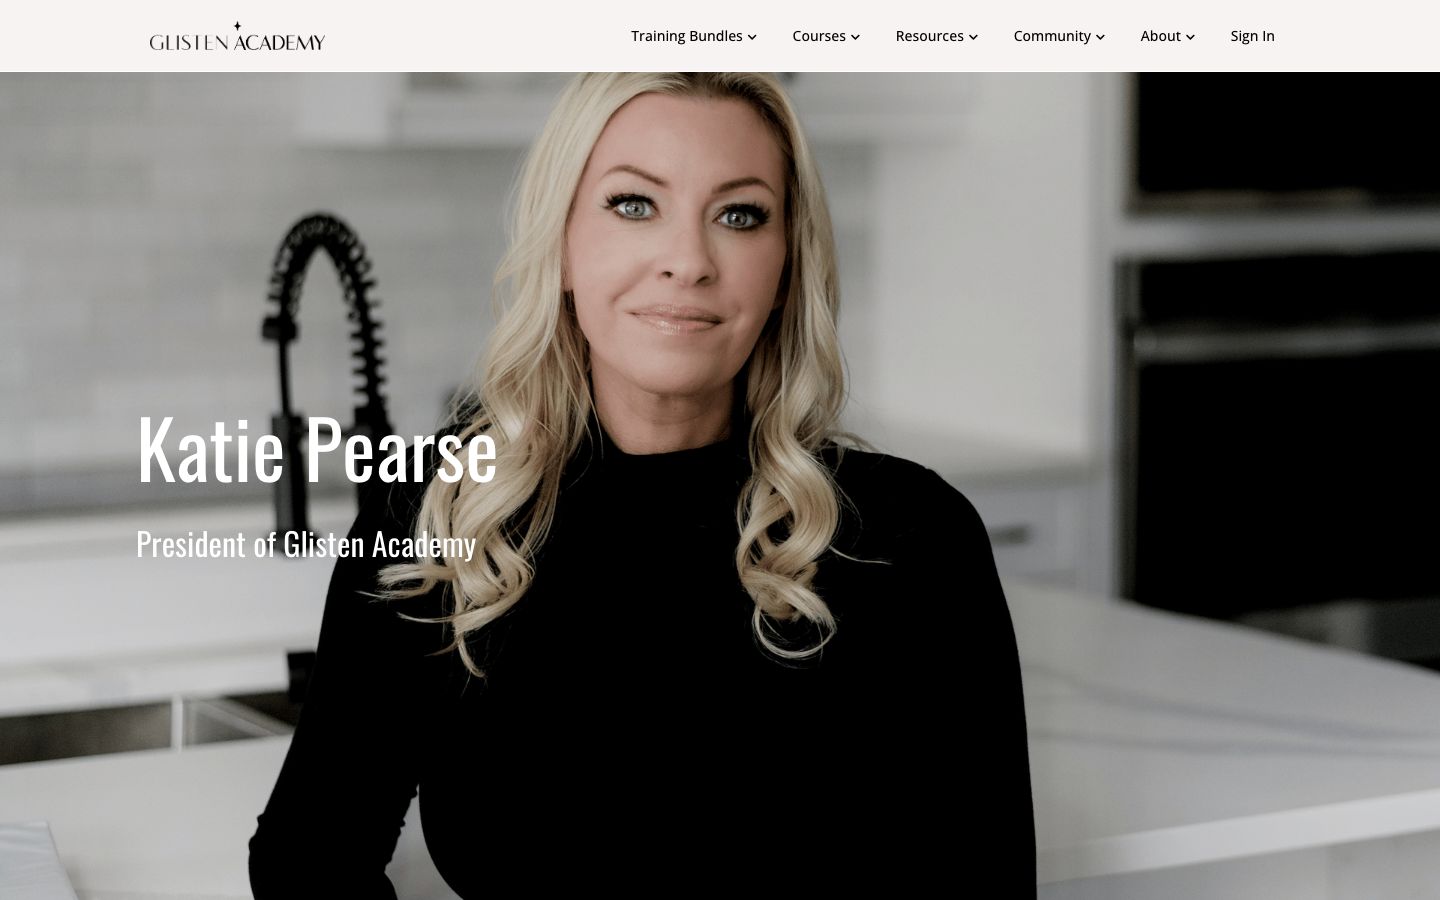 GLISTEN ACADEMY
Training Bundles
Courses
Resources
Community
About
Sign In
Katie Pearse
President of Glisten Academy